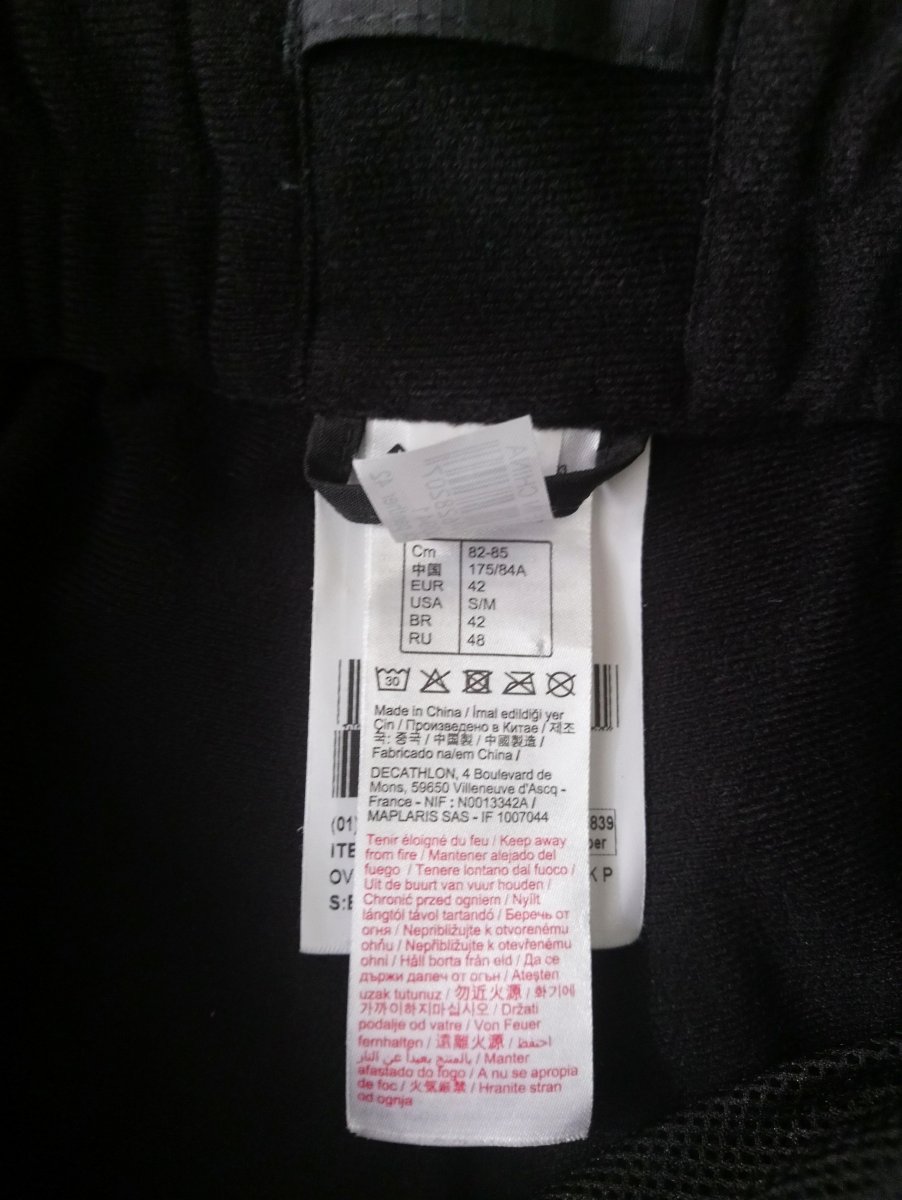 CHINA
Cm 82-85
中国 175/84A
EUR 42
USA S/M
BR 42
RU 48
30
Made in China / İmal edildiği yer
Çin / Произведено в Китае / 제조
국: 중국 / 中国製 / 中國製造 /
Fabricado na/em China /
DECATHLON, 4 Boulevard de
Mons, 59650 Villeneuve d'Ascq -
France - NIF : N0013342A /
MAPLARIS SAS - IF 1007044
Tenir éloigné du feu / Keep away
from fire / Mantener alejado del
fuego / Tenere lontano dal fuoco /
Uit de buurt van vuur houden /
Chronić przed ogniem / Nyílt
lángtól távol tartandó / Беречь от
огня / Nepribližujte k otvorenému
ohňu / Nepřibližujte k otevřenému
ohni / Håll borta från eld / Да се
държи далеч от огън / Ateşten
uzak tutunuz / 勿近火源 / 화기에
가까이하지마십시오 / Držati
podalje od vatre / Von Feuer
fernhalten / 遠離火源 / احتفظ
بالمنتج بعيداً عن النار / Manter
afastado do fogo / A nu se apropia
de foc / 火気厳禁 / Hranite stran
od ognja
(01)
839
ITE
per
OV
K P
S:E